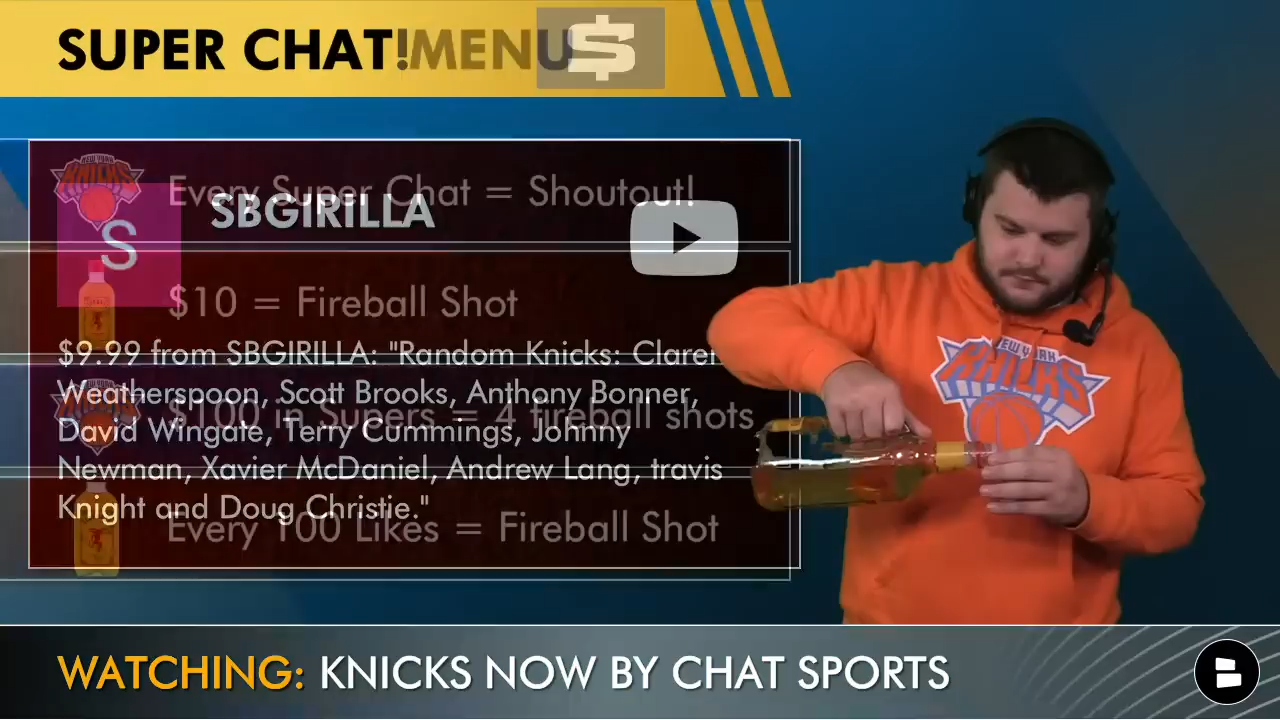 SUPER CHAT!
MENU
$
NEW YORK
KNICKS
Every Super Chat = Shoutout!
S
SBGIRILLA
$10 = Fireball Shot
$9.99 from SBGIRILLA: "Random Knicks:
Weatherspoon, Scott Brooks, Anthony Bonner,
$100 in Supers = 4 fireball shots
David Wingate, Terry Cummings, Johnny
Newman, Xavier McDaniel, Andrew Lang, travis
Knight and Doug Christie."
Every 100 Likes = Fireball Shot
NEW YORK
KNICKS
WATCHING: KNICKS NOW BY CHAT SPORTS